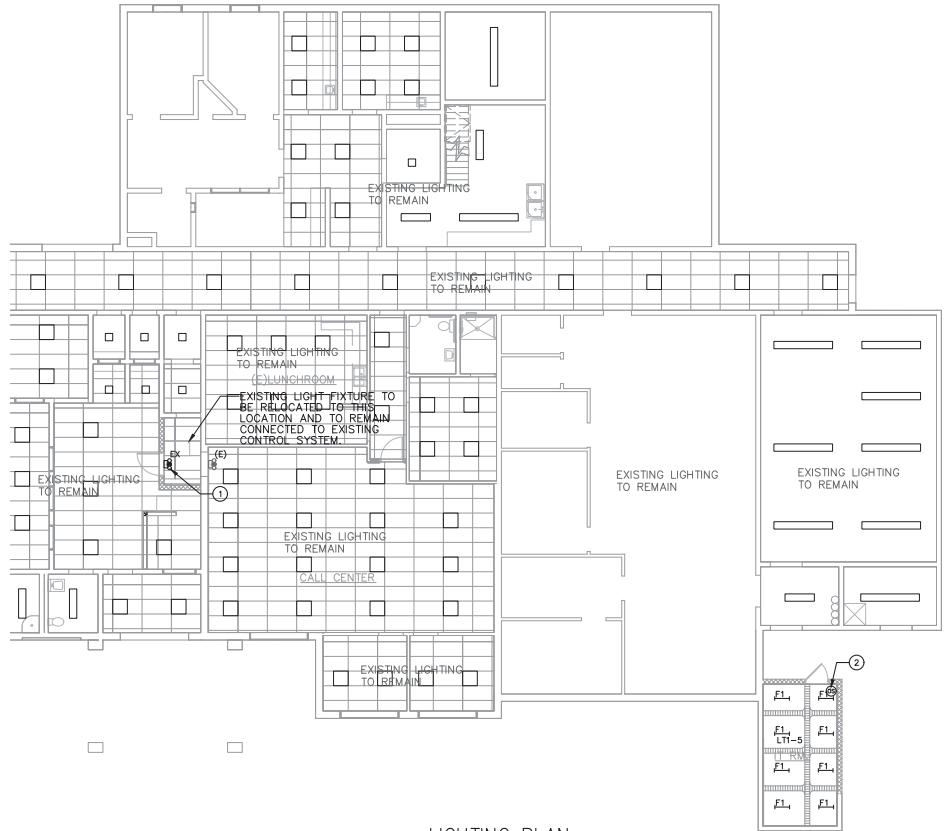 EXISTING LIGHTING
TO REMAIN
EXISTING LIGHTING
TO REMAIN
EXISTING LIGHTING
TO REMAIN
(E)LUNCHROOM
EXISTING LIGHT FIXTURE TO
BE RELOCATED TO THIS
LOCATION AND TO REMAIN
CONNECTED TO EXISTING
CONTROL SYSTEM.
EX
(E)
1
EXISTING LIGHTING
TO REMAIN
EXISTING LIGHTING
TO REMAIN
CALL CENTER
EXISTING LIGHTING
TO REMAIN
EXISTING LIGHTING
TO REMAIN
EXISTING LIGHTING
TO REMAIN
2
F1
F1
OS
F1
F1
LT1-5
F1
F1
F1
F1
LIGHTING PLAN